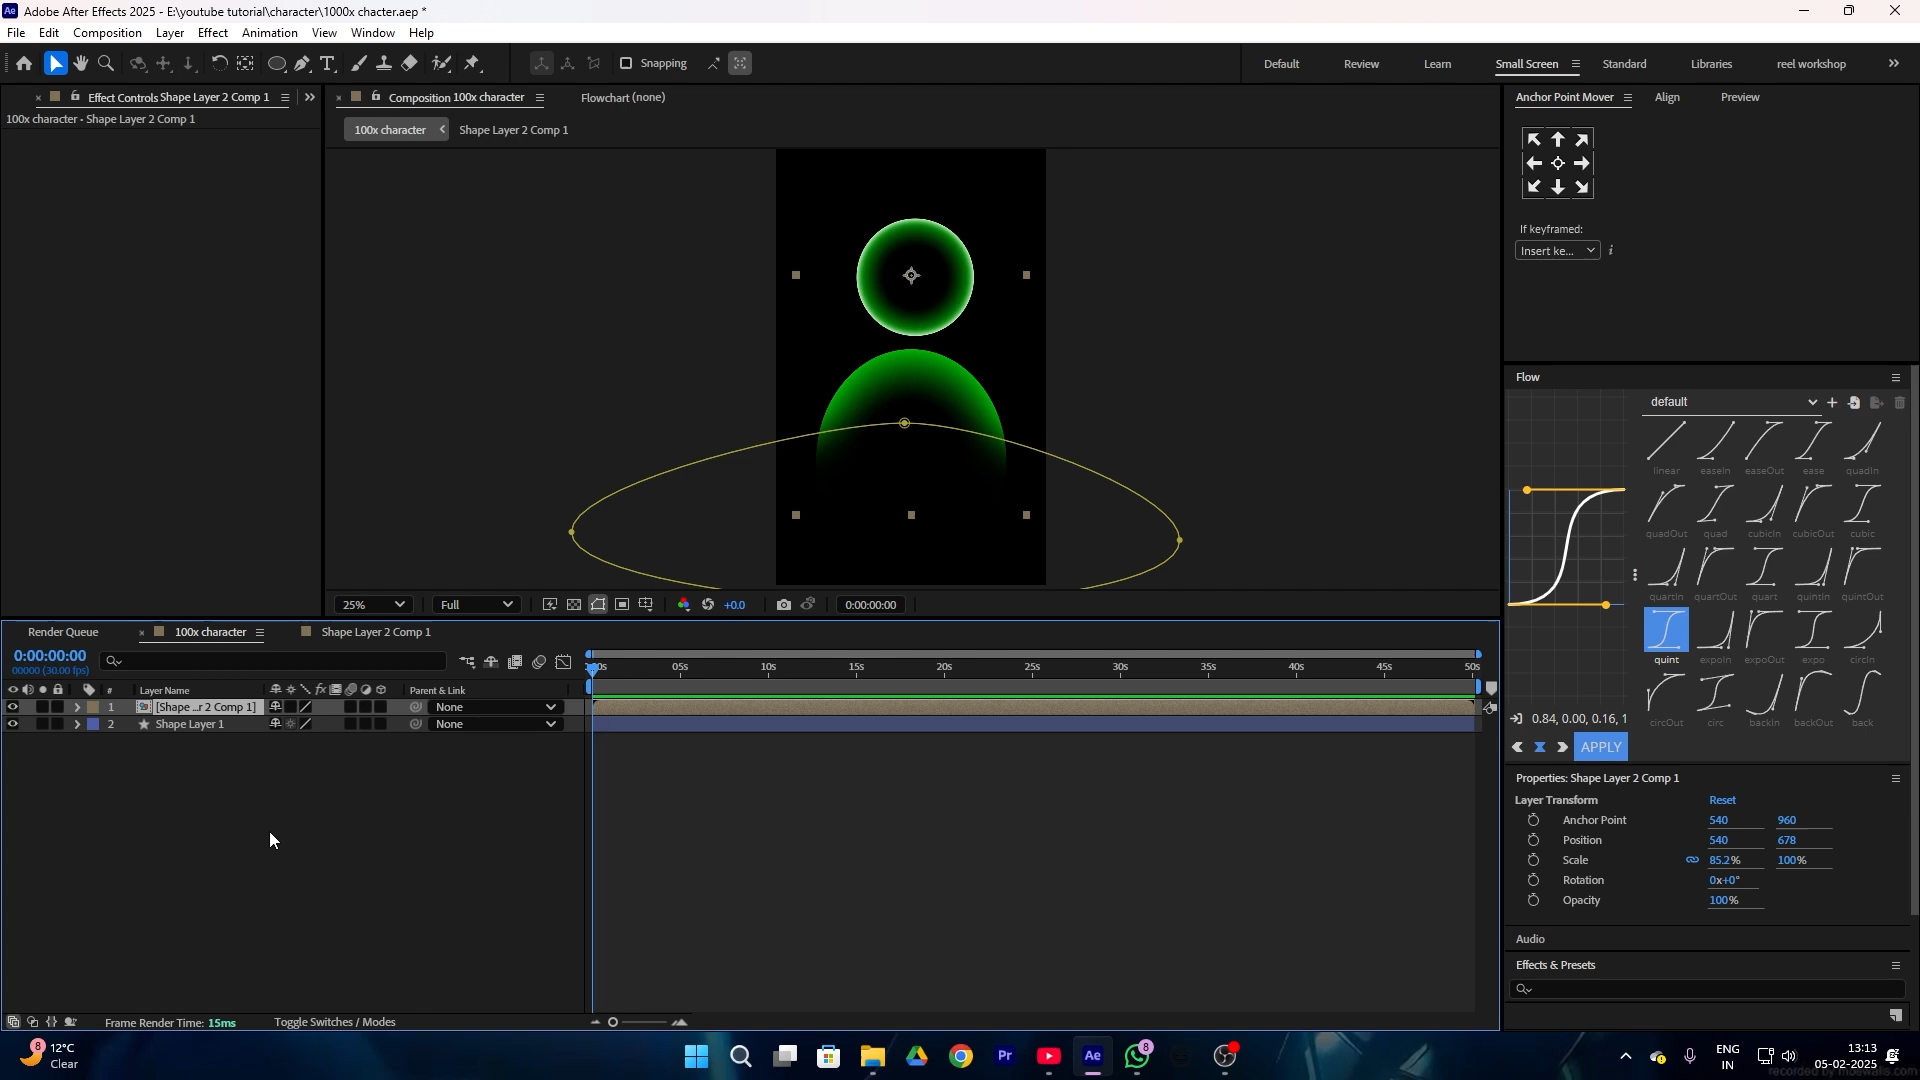 Adobe After Effects 2025 - E:\youtube tutorial\character\1000x chacter.aep *
File Edit Composition Layer Effect Animation View Window Help
Snapping
Default Review Learn Small Screen Standard Libraries reel workshop
Effect Controls Shape Layer 2 Comp 1
100x character • Shape Layer 2 Comp 1
Composition 100x character
Flowchart (none)
100x character
Shape Layer 2 Comp 1
25%
Full
+0.0
0:00:00:00
Anchor Point Mover Align Preview
If keyframed:
Insert ke...
Flow
default
linear easeIn easeOut ease quadIn
quadOut quad cubicIn cubicOut cubic
quartIn quartOut quart quintIn quintOut
quint expoIn expoOut expo circIn
circOut circ backIn backOut back
0.84, 0.00, 0.16, 1
APPLY
Properties: Shape Layer 2 Comp 1
Layer Transform Reset
Anchor Point 540 960
Position 540 678
Scale 85.2% 100%
Rotation 0x+0°
Opacity 100%
Audio
Effects & Presets
Render Queue 100x character Shape Layer 2 Comp 1
0:00:00:00
00000 (30.00 fps)
05s 10s 15s 20s 25s 30s 35s 40s 45s 50s
# Layer Name fx Parent & Link
1 [Shape ...r 2 Comp 1] None
2 Shape Layer 1 None
Frame Render Time: 15ms
Toggle Switches / Modes
8
12°C
Clear
Pr
Ae
8
ENG
IN
13:13
05-02-2025